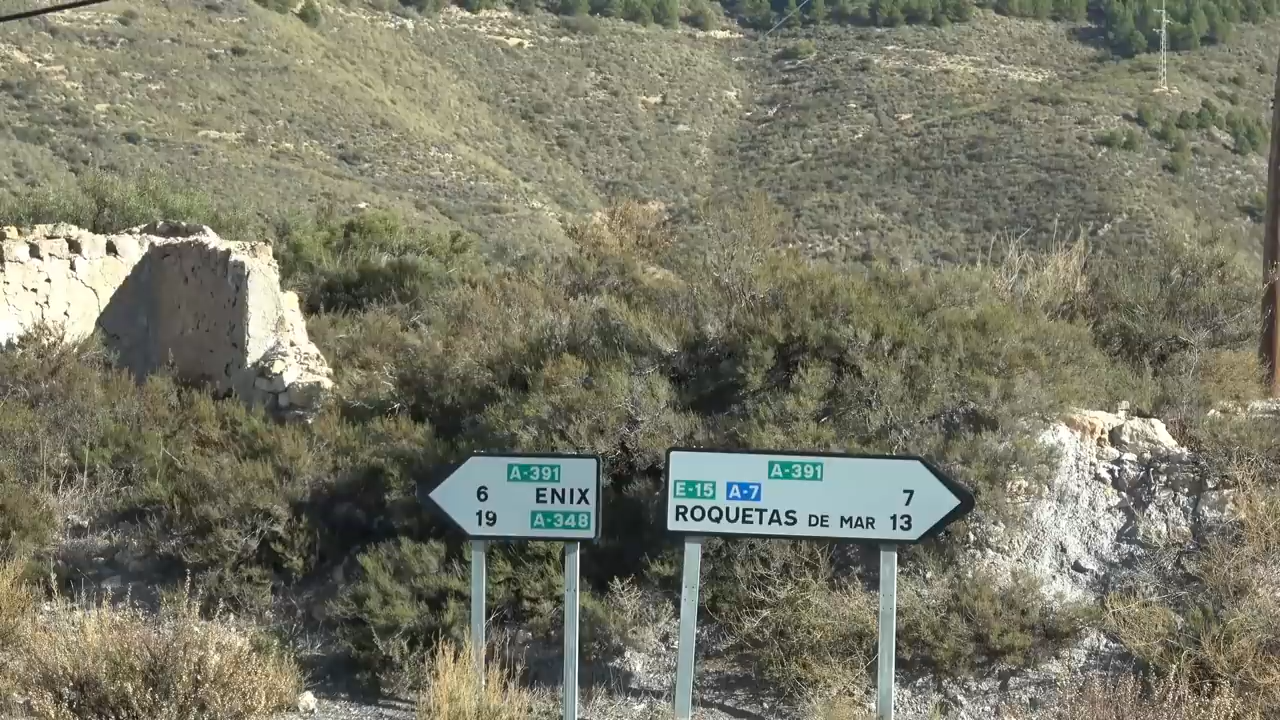 A-391
6 ENIX
19 A-348
A-391
E-15 A-7 7
ROQUETAS DE MAR 13